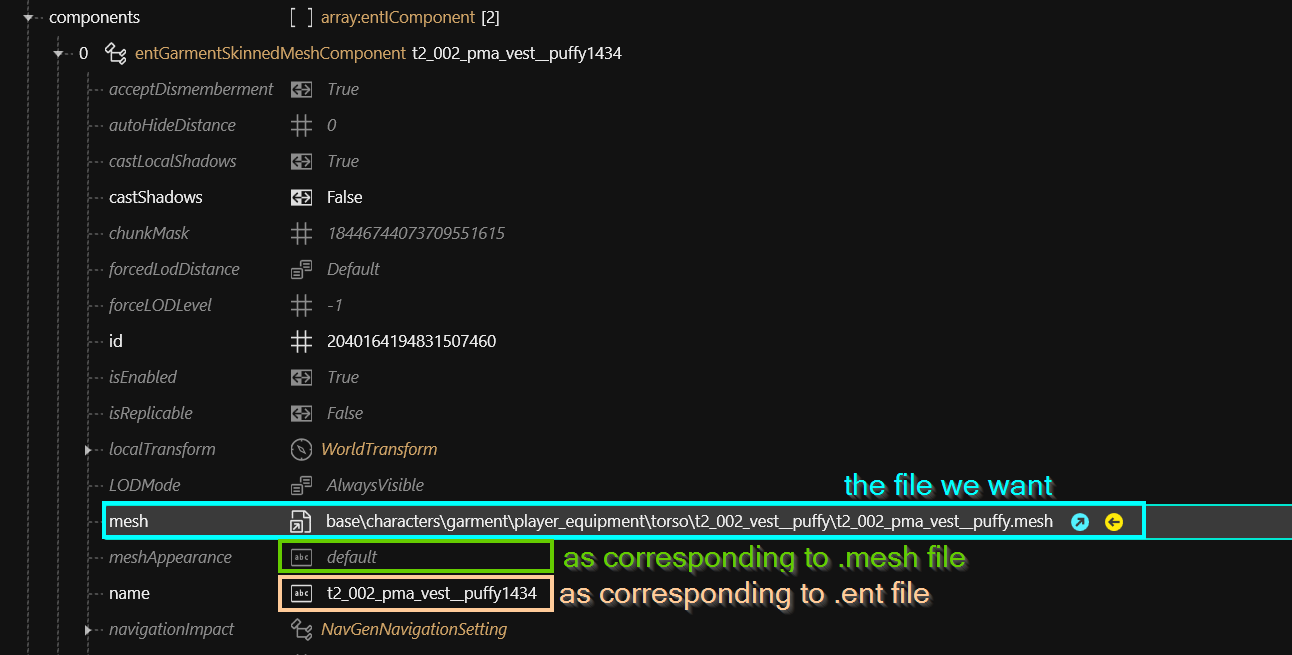 components [ ] array:entIComponent [2]
0 entGarmentSkinnedMeshComponent t2_002_pma_vest__puffy1434
acceptDismemberment True
autoHideDistance 0
castLocalShadows True
castShadows False
chunkMask 18446744073709551615
forcedLodDistance Default
forceLODLevel -1
id 2040164194831507460
isEnabled True
isReplicable False
localTransform WorldTransform
LODMode AlwaysVisible
the file we want
mesh base\characters\garment\player_equipment\torso\t2_002_vest__puffy\t2_002_pma_vest__puffy.mesh
meshAppearance abc default as corresponding to .mesh file
name abc t2_002_pma_vest__puffy1434 as corresponding to .ent file
navigationImpact NavGenNavigationSetting